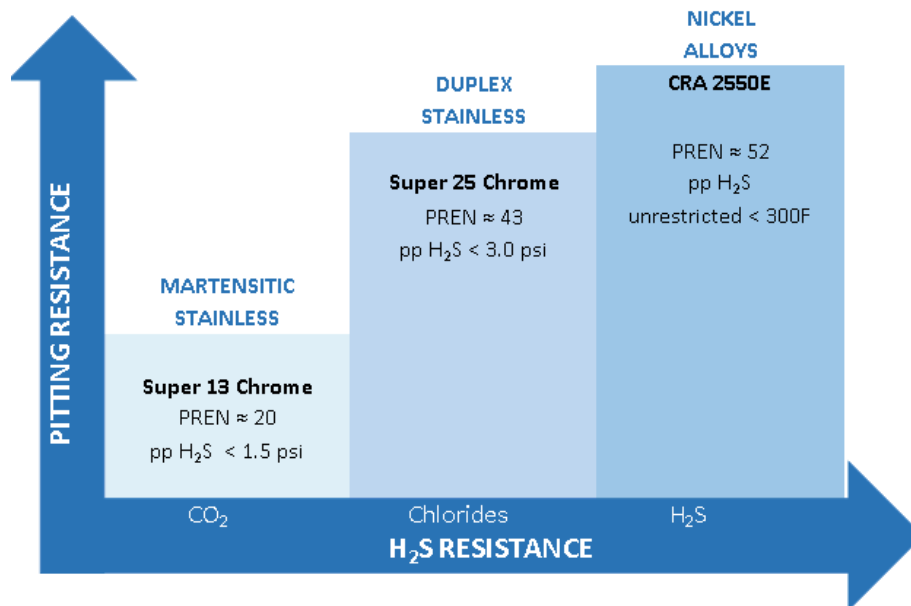 NICKEL
ALLOYS
CRA 2550E
PREN ≈ 52
pp H₂S
unrestricted < 300F
DUPLEX
STAINLESS
Super 25 Chrome
PREN ≈ 43
pp H₂S < 3.0 psi
MARTENSITIC
STAINLESS
Super 13 Chrome
PREN ≈ 20
pp H₂S < 1.5 psi
PITTING RESISTANCE
CO₂
Chlorides
H₂S
H₂S RESISTANCE